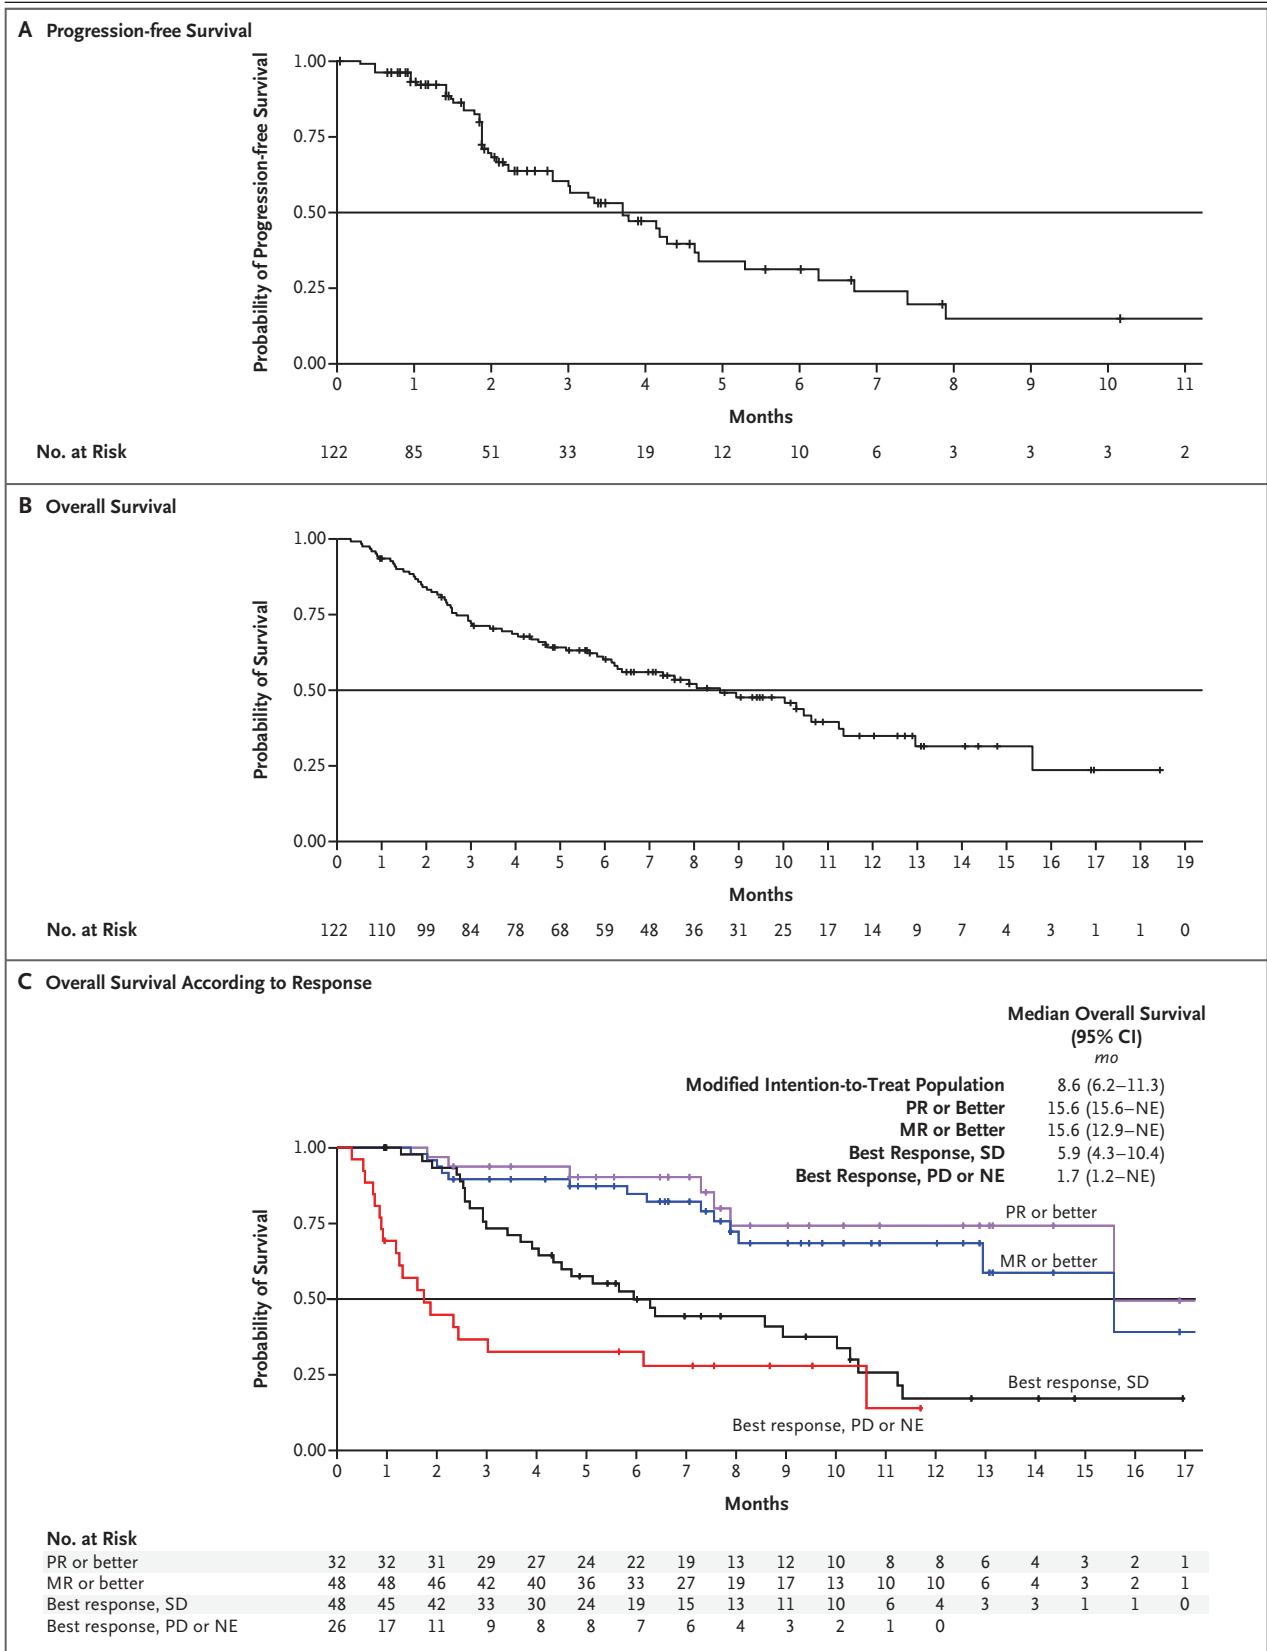 A Progression-free Survival
Probability of Progression-free Survival
1.00
0.75
0.50
0.25
0.00
0 1 2 3 4 5 6 7 8 9 10 11
Months
No. at Risk 122 85 51 33 19 12 10 6 3 3 3 2
B Overall Survival
Probability of Survival
1.00
0.75
0.50
0.25
0.00
0 1 2 3 4 5 6 7 8 9 10 11 12 13 14 15 16 17 18 19
Months
No. at Risk 122 110 99 84 78 68 59 48 36 31 25 17 14 9 7 4 3 1 1 0
C Overall Survival According to Response
Median Overall Survival
(95% CI)
mo
Modified Intention-to-Treat Population 8.6 (6.2–11.3)
PR or Better 15.6 (15.6–NE)
MR or Better 15.6 (12.9–NE)
Best Response, SD 5.9 (4.3–10.4)
Best Response, PD or NE 1.7 (1.2–NE)
Probability of Survival
1.00
0.75
0.50
0.25
0.00
PR or better
MR or better
Best response, SD
Best response, PD or NE
0 1 2 3 4 5 6 7 8 9 10 11 12 13 14 15 16 17
Months
No. at Risk
PR or better 32 32 31 29 27 24 22 19 13 12 10 8 8 6 4 3 2 1
MR or better 48 48 46 42 40 36 33 27 19 17 13 10 10 6 4 3 2 1
Best response, SD 48 45 42 33 30 24 19 15 13 11 10 6 4 3 3 1 1 0
Best response, PD or NE 26 17 11 9 8 8 7 6 4 3 2 1 0